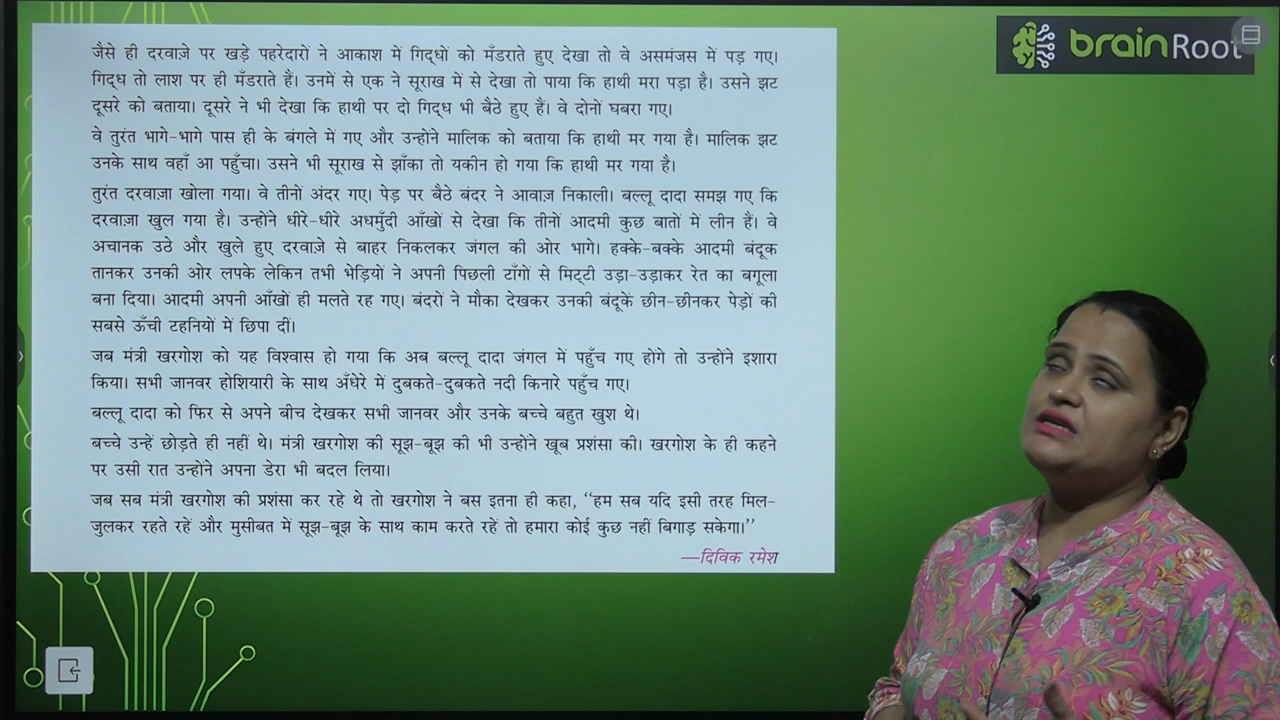 जैसे ही दरवाज़े पर खड़े पहरेदारों ने आकाश में गिद्धों को मँडराते हुए देखा तो वे असमंजस में पड़ गए।
गिद्ध तो लाश पर ही मँडराते हैं। उनमें से एक ने सूराख में से देखा तो पाया कि हाथी मरा पड़ा है। उसने झट
दूसरे को बताया। दूसरे ने भी देखा कि हाथी पर दो गिद्ध भी बैठे हुए हैं। वे दोनों घबरा गए।
वे तुरंत भागे-भागे पास ही के बंगले में गए और उन्होंने मालिक को बताया कि हाथी मर गया है। मालिक झट
उनके साथ वहाँ आ पहुँचा। उसने भी सूराख से झाँका तो यकीन हो गया कि हाथी मर गया है।
तुरंत दरवाज़ा खोला गया। वे तीनों अंदर गए। पेड़ पर बैठे बंदर ने आवाज़ निकाली। बल्लू दादा समझ गए कि
दरवाज़ा खुल गया है। उन्होंने धीरे-धीरे अधमुँदी आँखों से देखा कि तीनों आदमी कुछ बातों में लीन हैं। वे
अचानक उठे और खुले हुए दरवाज़े से बाहर निकलकर जंगल की ओर भागे। हक्के-बक्के आदमी बंदूक
तानकर उनकी ओर लपके लेकिन तभी भेड़ियों ने अपनी पिछली टाँगों से मिट्टी उड़ा-उड़ाकर रेत का बगूला
बना दिया। आदमी अपनी आँखों ही मलते रह गए। बंदरों ने मौका देखकर उनकी बंदूकें छीन-छीनकर पेड़ों की
सबसे ऊँची टहनियों में छिपा दीं।
जब मंत्री खरगोश को यह विश्वास हो गया कि अब बल्लू दादा जंगल में पहुँच गए होंगे तो उन्होंने इशारा
किया। सभी जानवर होशियारी के साथ अँधेरे में दुबकते-दुबकते नदी किनारे पहुँच गए।
बल्लू दादा को फिर से अपने बीच देखकर सभी जानवर और उनके बच्चे बहुत खुश थे।
बच्चे उन्हें छोड़ते ही नहीं थे। मंत्री खरगोश की सूझ-बूझ की भी उन्होंने खूब प्रशंसा की। खरगोश के ही कहने
पर उसी रात उन्होंने अपना डेरा भी बदल लिया।
जब सब मंत्री खरगोश की प्रशंसा कर रहे थे तो खरगोश ने बस इतना ही कहा, ‘‘हम सब यदि इसी तरह मिल-
जुलकर रहते रहें और मुसीबत में सूझ-बूझ के साथ काम करते रहें तो हमारा कोई कुछ नहीं बिगाड़ सकेगा।’’
—दिविक रमेश
brain Root